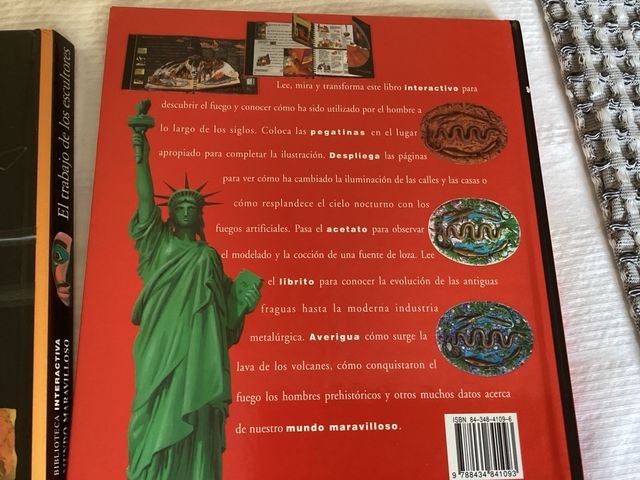 Lee, mira y transforma este libro interactivo para
descubrir el fuego y conocer cómo ha sido utilizado por el hombre a
lo largo de los siglos. Coloca las pegatinas en el lugar
apropiado para completar la ilustración. Despliega las páginas
para ver cómo ha cambiado la iluminación de las calles y las casas o
cómo resplandece el cielo nocturno con los
fuegos artificiales. Pasa el acetato para observar
el modelado y la cocción de una fuente de loza. Lee
el librito para conocer la evolución de las antiguas
fraguas hasta la moderna industria
metalúrgica. Averigua cómo surge la
lava de los volcanes, cómo conquistaron el
fuego los hombres prehistóricos y otros muchos datos acerca
de nuestro mundo maravilloso.
ISBN 84-348-4109-6
9 788434 841093
El trabajo de los escultores
BIBLIOTECA INTERACTIVA
MUNDO MARAVILLOSO